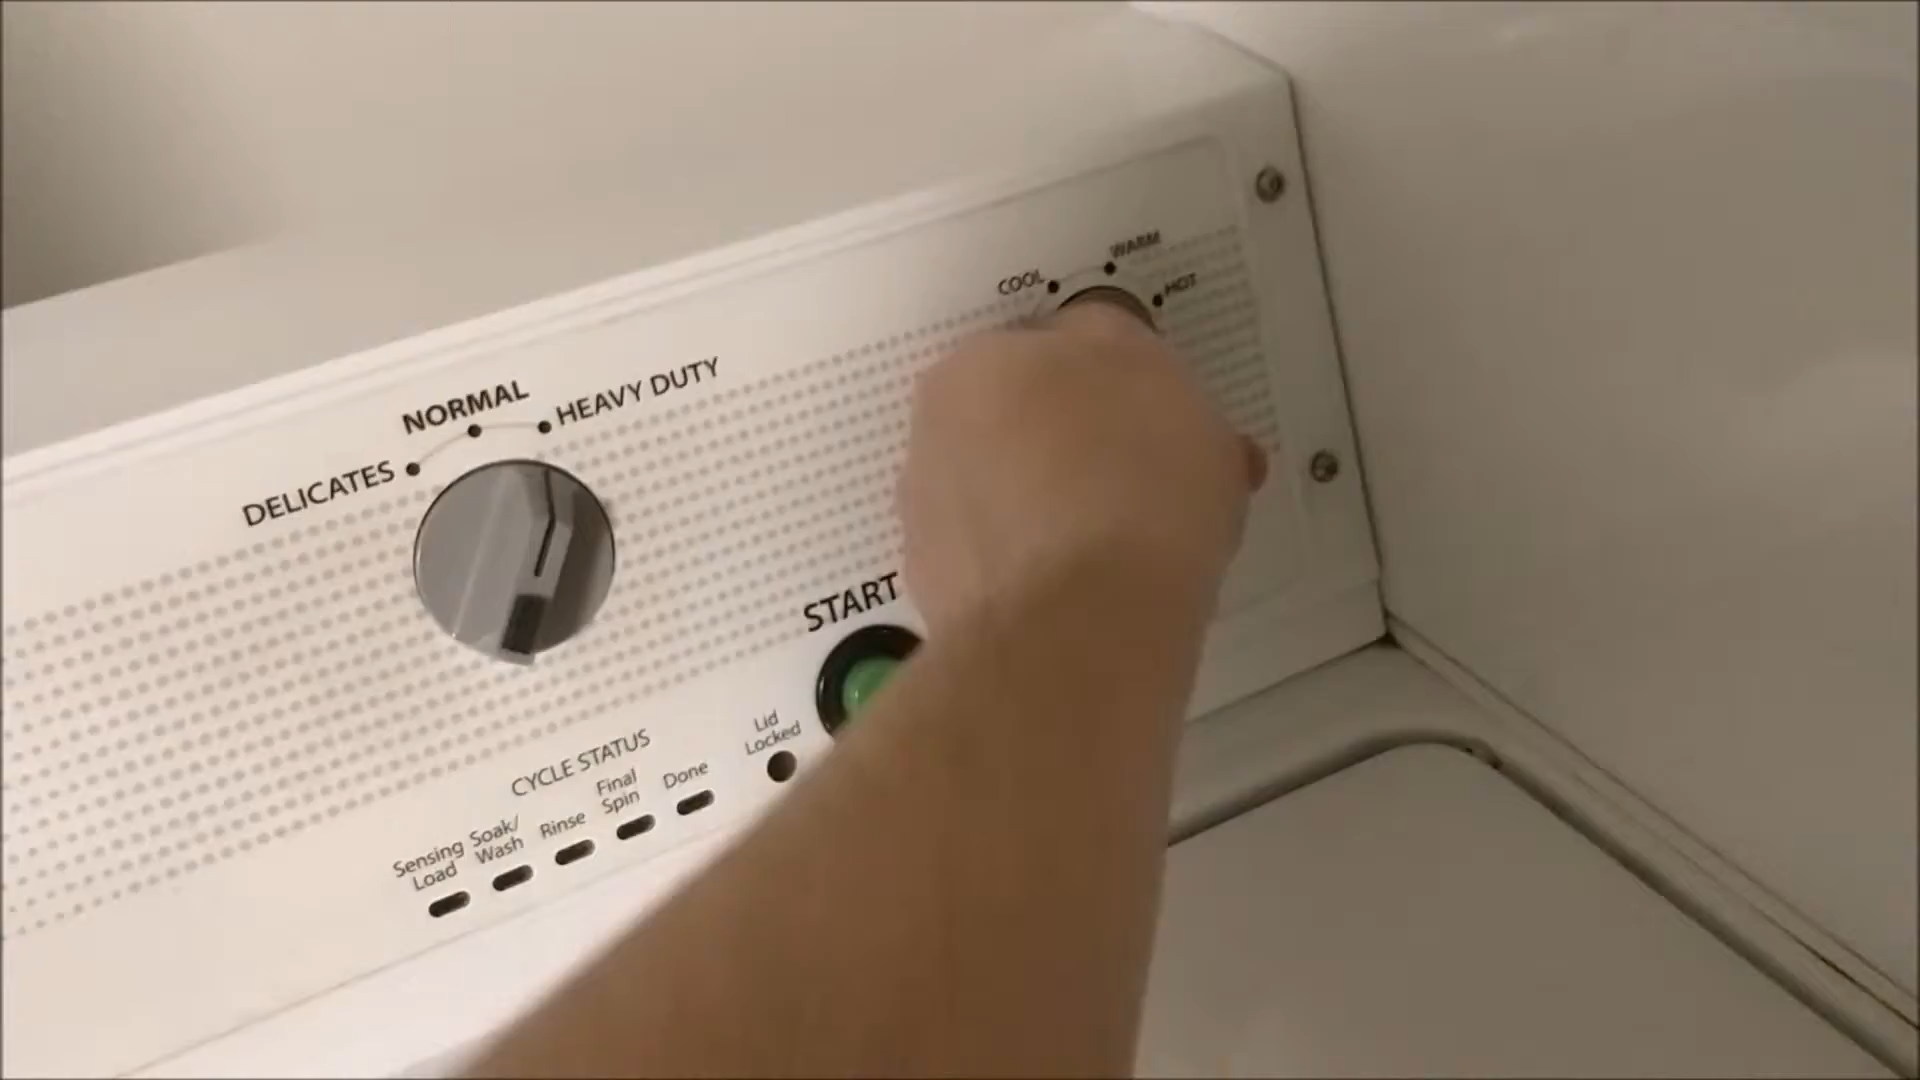 WARM
COOL
HOT
NORMAL
HEAVY DUTY
DELICATES
START
Lid
Locked
CYCLE STATUS
Sensing
Load
Soak/
Wash
Rinse
Final
Spin
Done